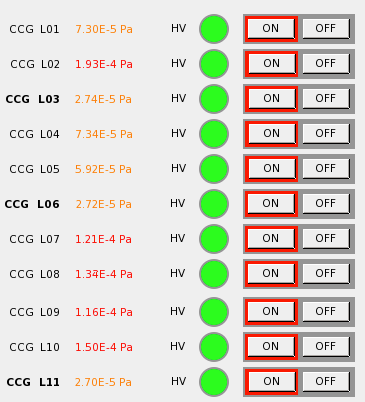 CCG L01 7.30E-5 Pa HV ON OFF
CCG L02 1.93E-4 Pa HV ON OFF
CCG L03 2.74E-5 Pa HV ON OFF
CCG L04 7.34E-5 Pa HV ON OFF
CCG L05 5.92E-5 Pa HV ON OFF
CCG L06 2.72E-5 Pa HV ON OFF
CCG L07 1.21E-4 Pa HV ON OFF
CCG L08 1.34E-4 Pa HV ON OFF
CCG L09 1.16E-4 Pa HV ON OFF
CCG L10 1.50E-4 Pa HV ON OFF
CCG L11 2.70E-5 Pa HV ON OFF